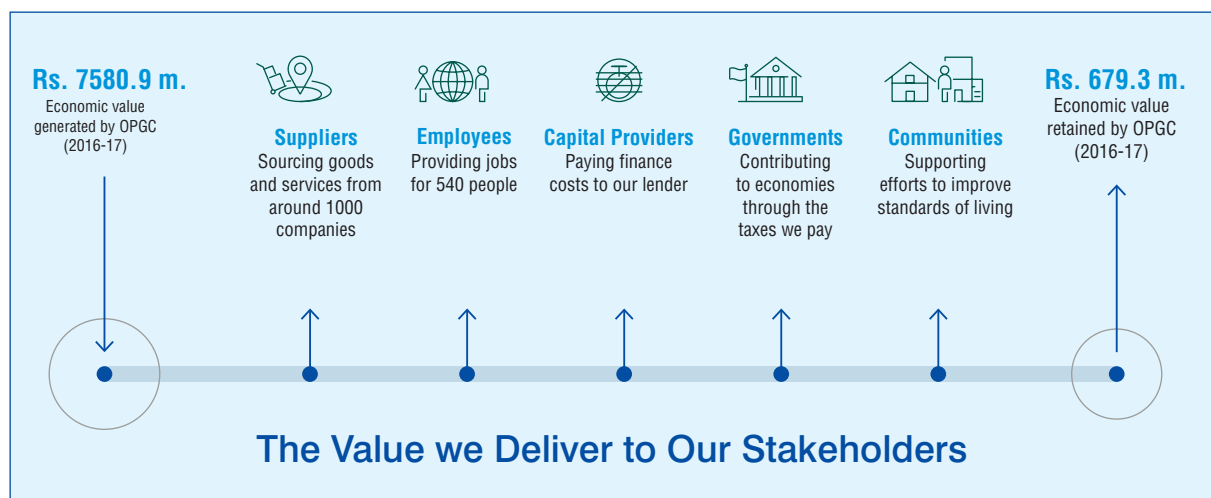 Rs. 7580.9 m.
Economic value
generated by OPGC
(2016-17)
Suppliers
Sourcing goods
and services from
around 1000
companies
Employees
Providing jobs
for 540 people
Capital Providers
Paying finance
costs to our lender
Governments
Contributing
to economies
through the
taxes we pay
Communities
Supporting
efforts to improve
standards of living
Rs. 679.3 m.
Economic value
retained by OPGC
(2016-17)
The Value we Deliver to Our Stakeholders